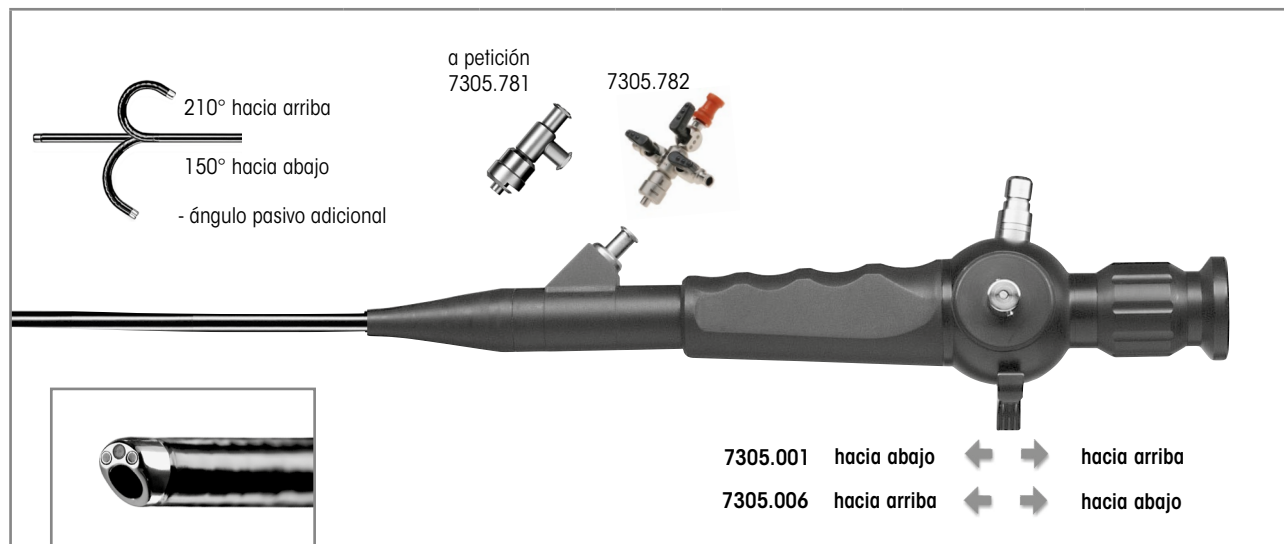 a petición
7305.781
7305.782
210° hacia arriba
150° hacia abajo
- ángulo pasivo adicional
7305.001 hacia abajo hacia arriba
7305.006 hacia arriba hacia abajo